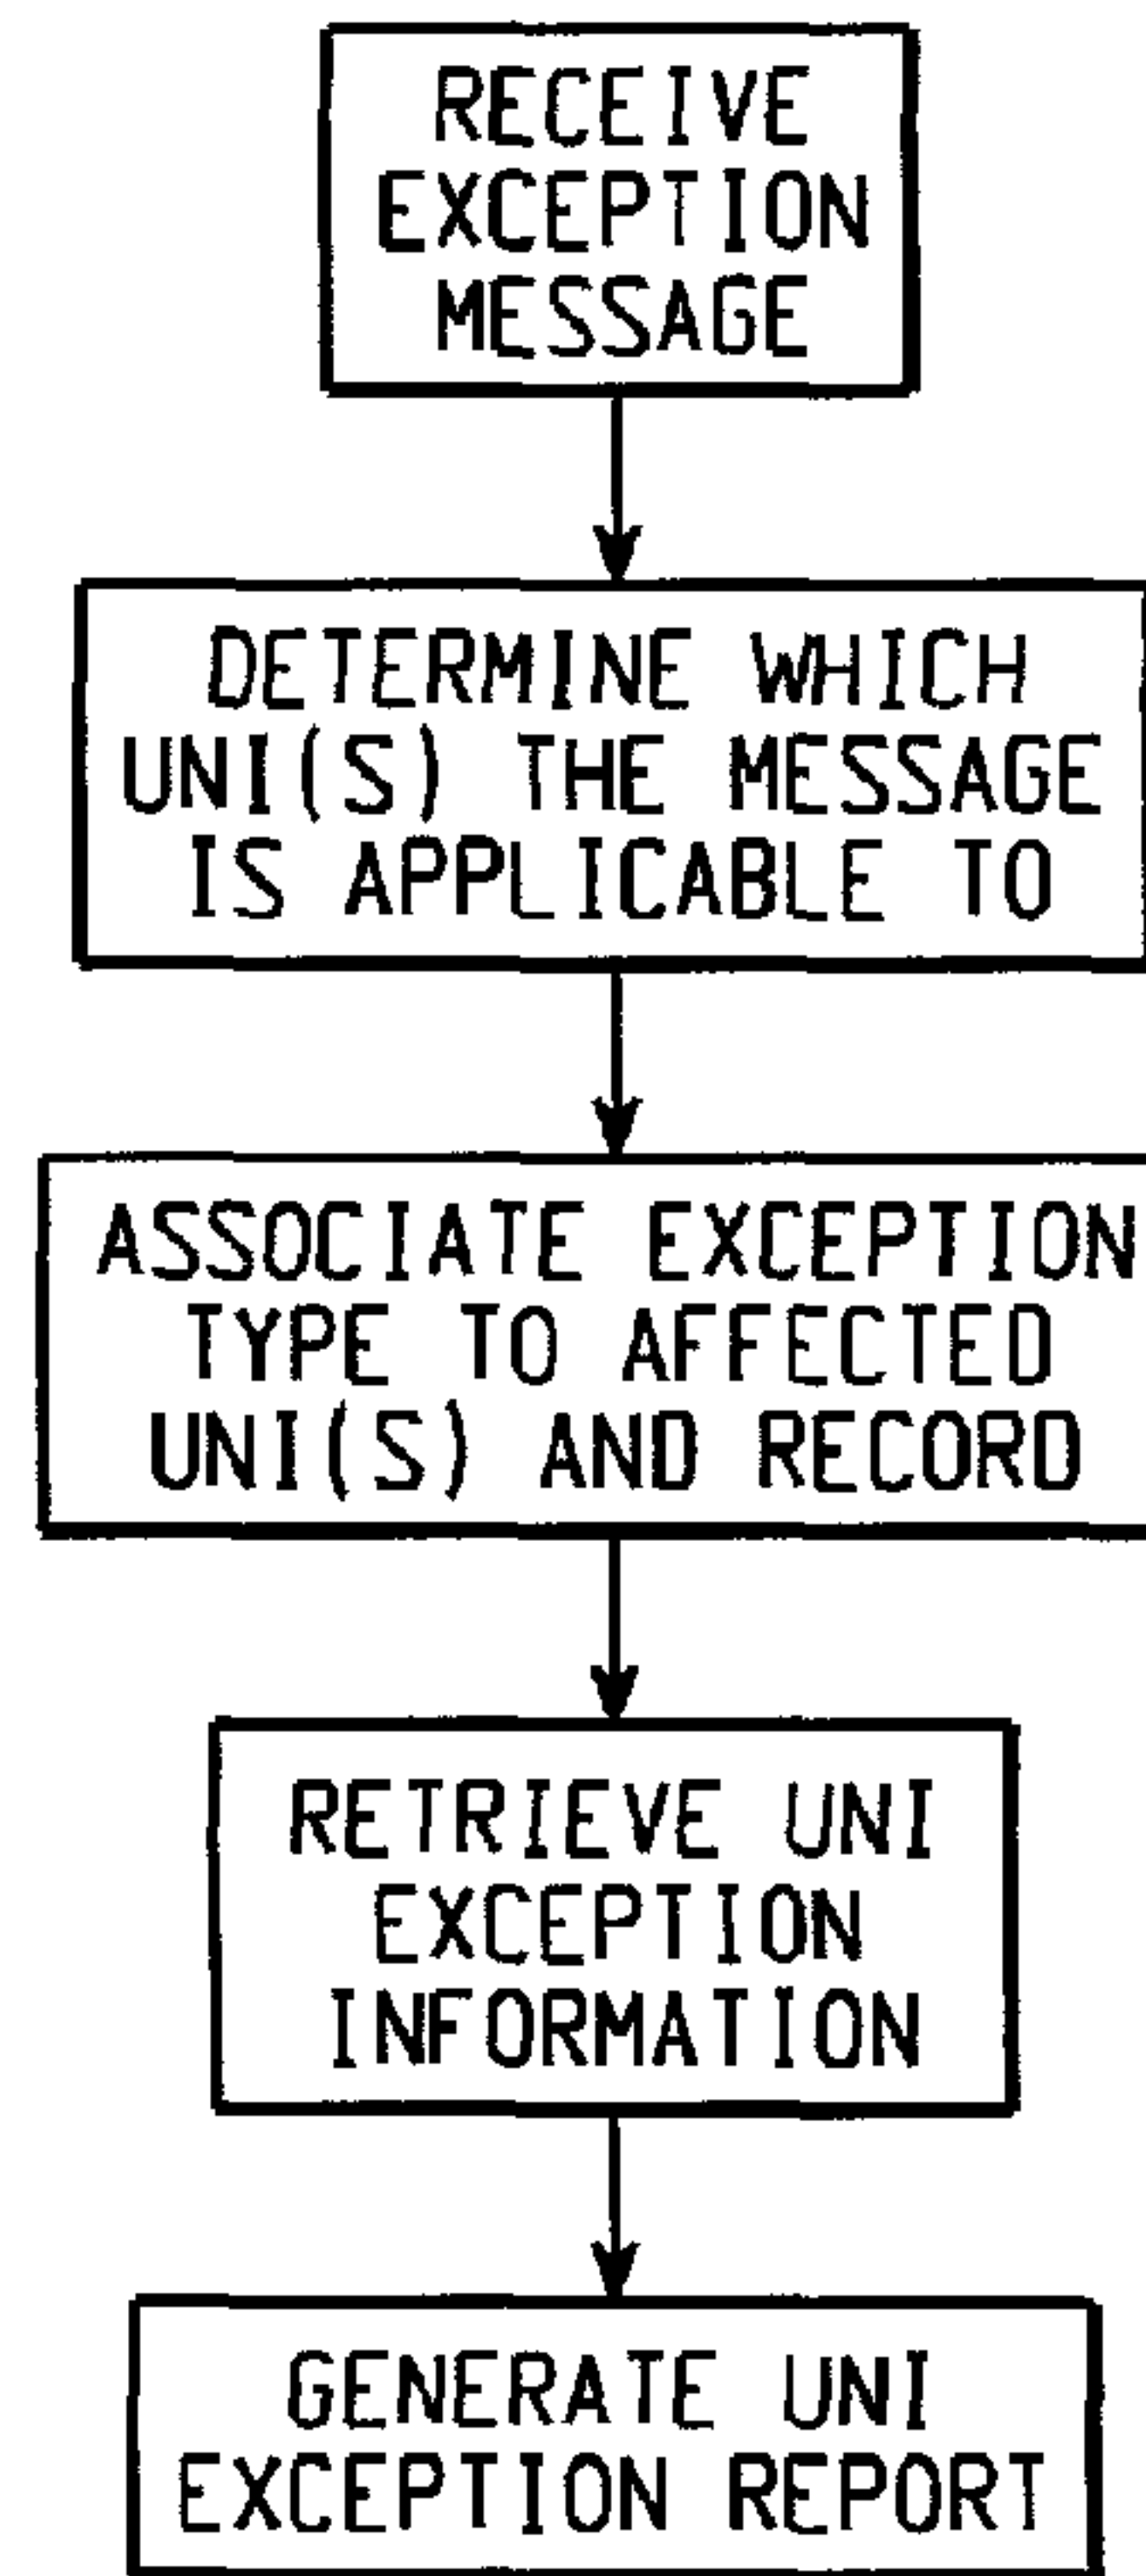 RECEIVE
EXCEPTION
MESSAGE
DETERMINE WHICH
UNI(S) THE MESSAGE
IS APPLICABLE TO
ASSOCIATE EXCEPTION
TYPE TO AFFECTED
UNI(S) AND RECORD
RETRIEVE UNI
EXCEPTION
INFORMATION
GENERATE UNI
EXCEPTION REPORT